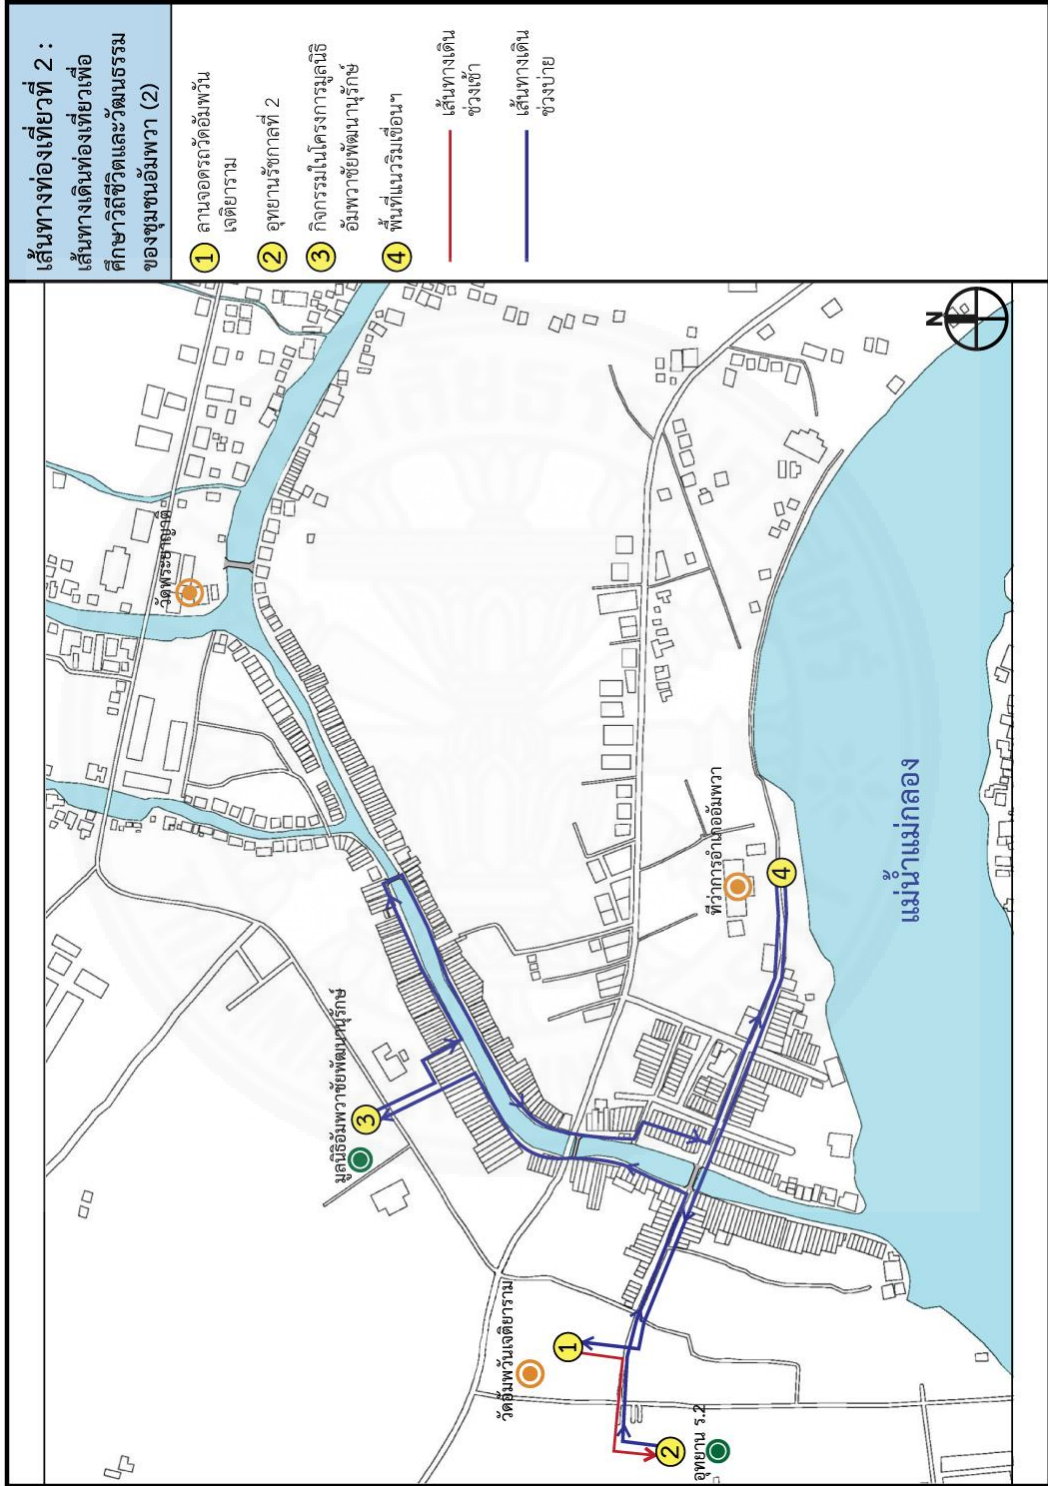 เส้นทางท่องเที่ยวที่ 2 :
เส้นทางเดินท่องเที่ยวเพื่อ
ศึกษาวิถีชีวิตและวัฒนธรรม
ของชุมชนอัมพวา (2)
1 ลานจอดรถวัดอัมพวัน
เจติยาราม
2 อุทยานรัชกาลที่ 2
3 กิจกรรมในโครงการมูลนิธิ
อัมพวาชัยพัฒนานุรักษ์
4 พื้นที่แนวริมเขื่อนฯ
เส้นทางเดิน
ช่วงเช้า
เส้นทางเดิน
ช่วงบ่าย
N
วัดพระยาญาติ
มูลนิธิอัมพวาชัยพัฒนานุรักษ์
3
ที่ว่าการอำเภออัมพวา
4
แม่น้ำแม่กลอง
วัดอัมพวันเจติยาราม
1
2
อุทยาน ร.2